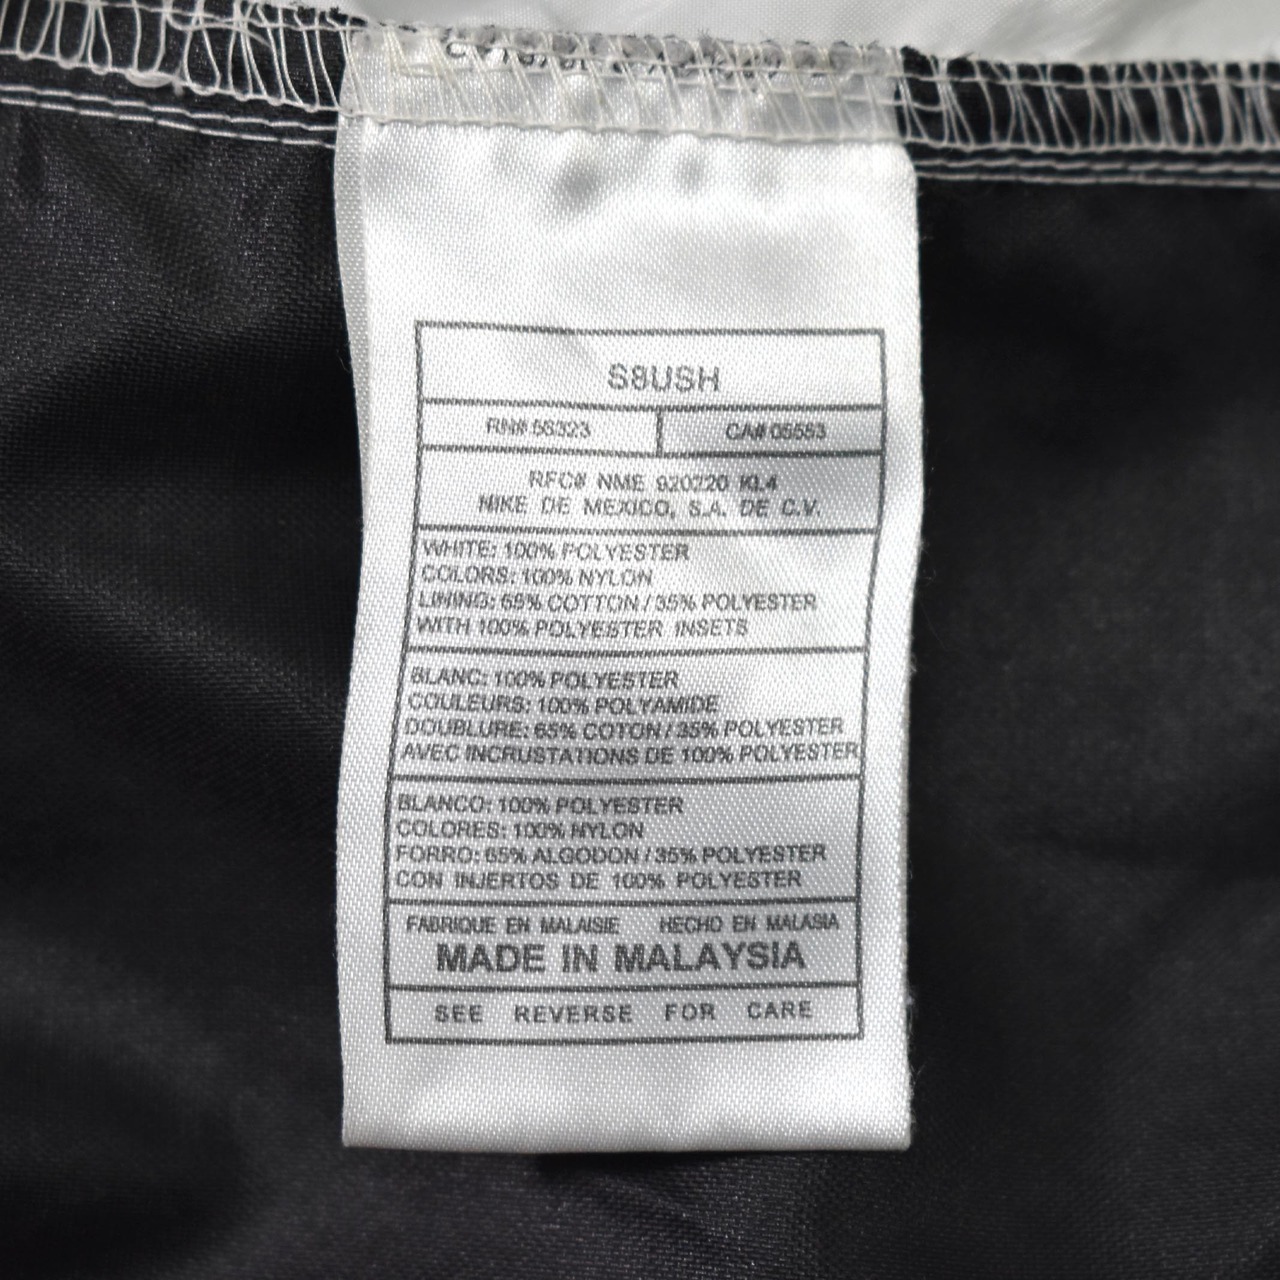 S8USH
RN# 56323 CA# 05553
RFC# NME 920220 KL4
NIKE DE MEXICO, S.A. DE C.V.
WHITE: 100% POLYESTER
COLORS: 100% NYLON
LINING: 65% COTTON / 35% POLYESTER
WITH 100% POLYESTER INSETS
BLANC: 100% POLYESTER
COULEURS: 100% POLYAMIDE
DOUBLURE: 65% COTON / 35% POLYESTER
AVEC INCRUSTATIONS DE 100% POLYESTER
BLANCO: 100% POLYESTER
COLORES: 100% NYLON
FORRO: 65% ALGODON / 35% POLYESTER
CON INJERTOS DE 100% POLYESTER
FABRIQUE EN MALAISIE HECHO EN MALASIA
MADE IN MALAYSIA
SEE REVERSE FOR CARE